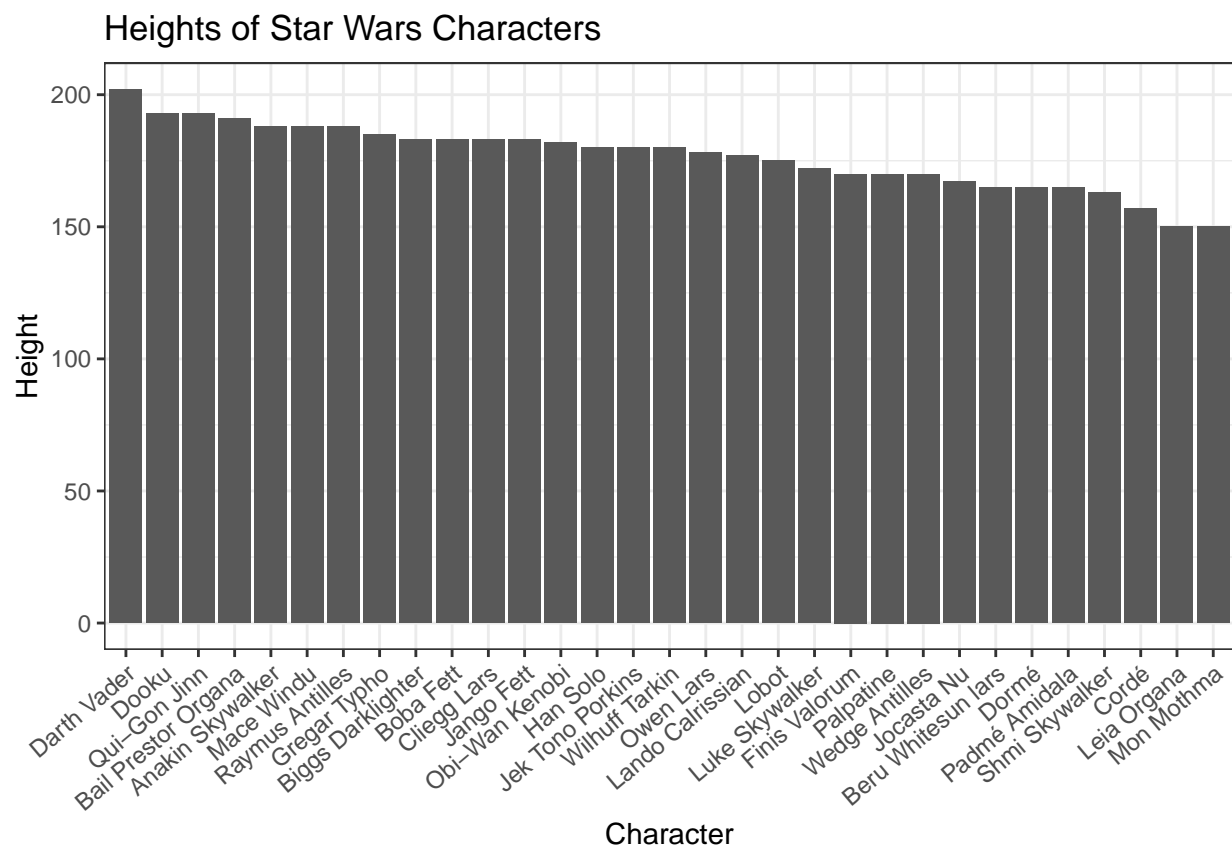 Heights of Star Wars Characters
Height
200
150
100
50
0
Darth Vader
Dooku
Qui−Gon Jinn
Bail Prestor Organa
Anakin Skywalker
Mace Windu
Raymus Antilles
Gregar Typho
Biggs Darklighter
Boba Fett
Cliegg Lars
Jango Fett
Obi−Wan Kenobi
Han Solo
Jek Tono Porkins
Wilhuff Tarkin
Owen Lars
Lando Calrissian
Lobot
Luke Skywalker
Finis Valorum
Palpatine
Wedge Antilles
Jocasta Nu
Beru Whitesun lars
Dormé
Padmé Amidala
Shmi Skywalker
Cordé
Leia Organa
Mon Mothma
Character